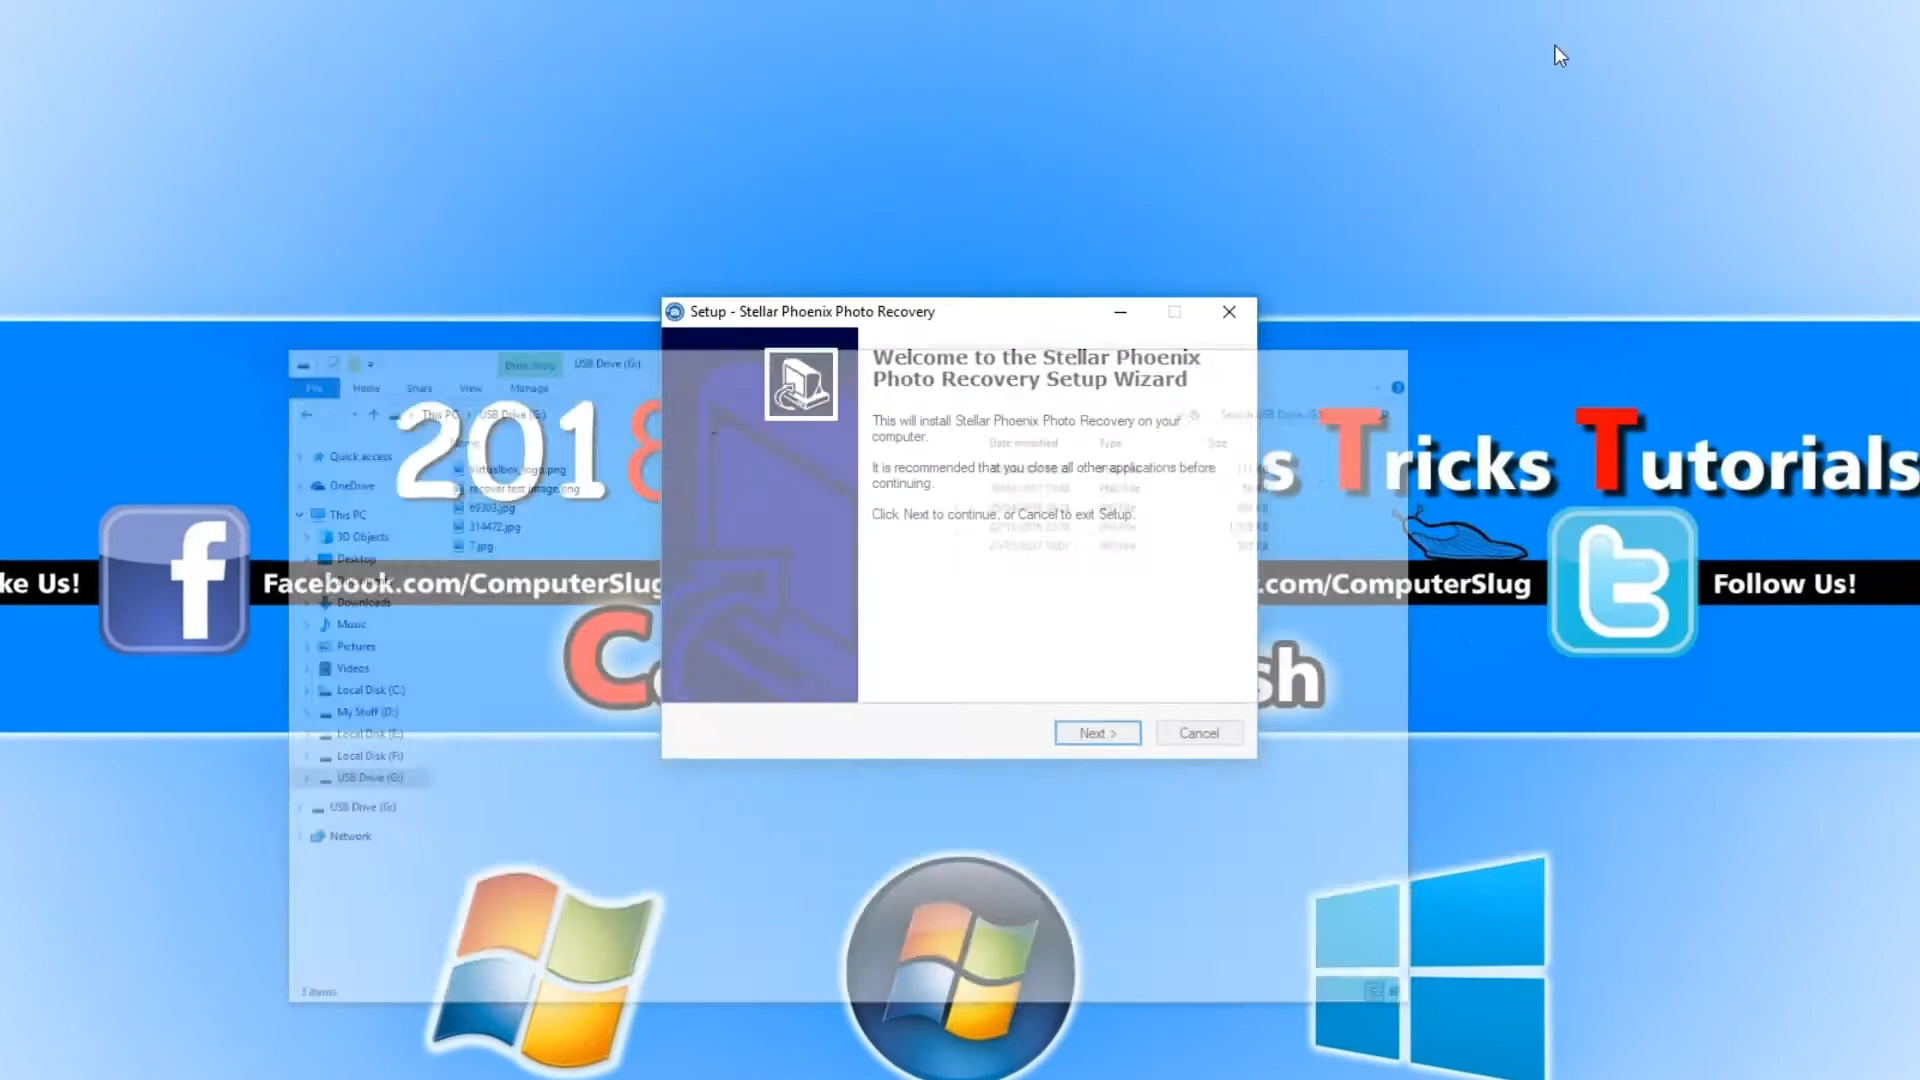 Setup - Stellar Phoenix Photo Recovery
Welcome to the Stellar Phoenix
Photo Recovery Setup Wizard
This will install Stellar Phoenix Photo Recovery on your
computer.
It is recommended that you close all other applications before
continuing.
Click Next to continue, or Cancel to exit Setup.
Next >
Cancel
USB Drive (G:)
File
Home
Share
View
Manage
This PC
USB Drive (G:)
Search USB Drive (G:)
Name
Date modified
Type
Size
virtualbox_logo.png
recover test image.png
69303.jpg
314472.jpg
7.jpg
Quick access
OneDrive
This PC
3D Objects
Desktop
Downloads
Music
Pictures
Videos
Local Disk (C:)
My Stuff (D:)
Local Disk (E:)
Local Disk (F:)
USB Drive (G:)
USB Drive (G:)
Network
5 items
2018
s Tricks Tutorials
ke Us!
Facebook.com/ComputerSlug
.com/ComputerSlug
Follow Us!
C
sh